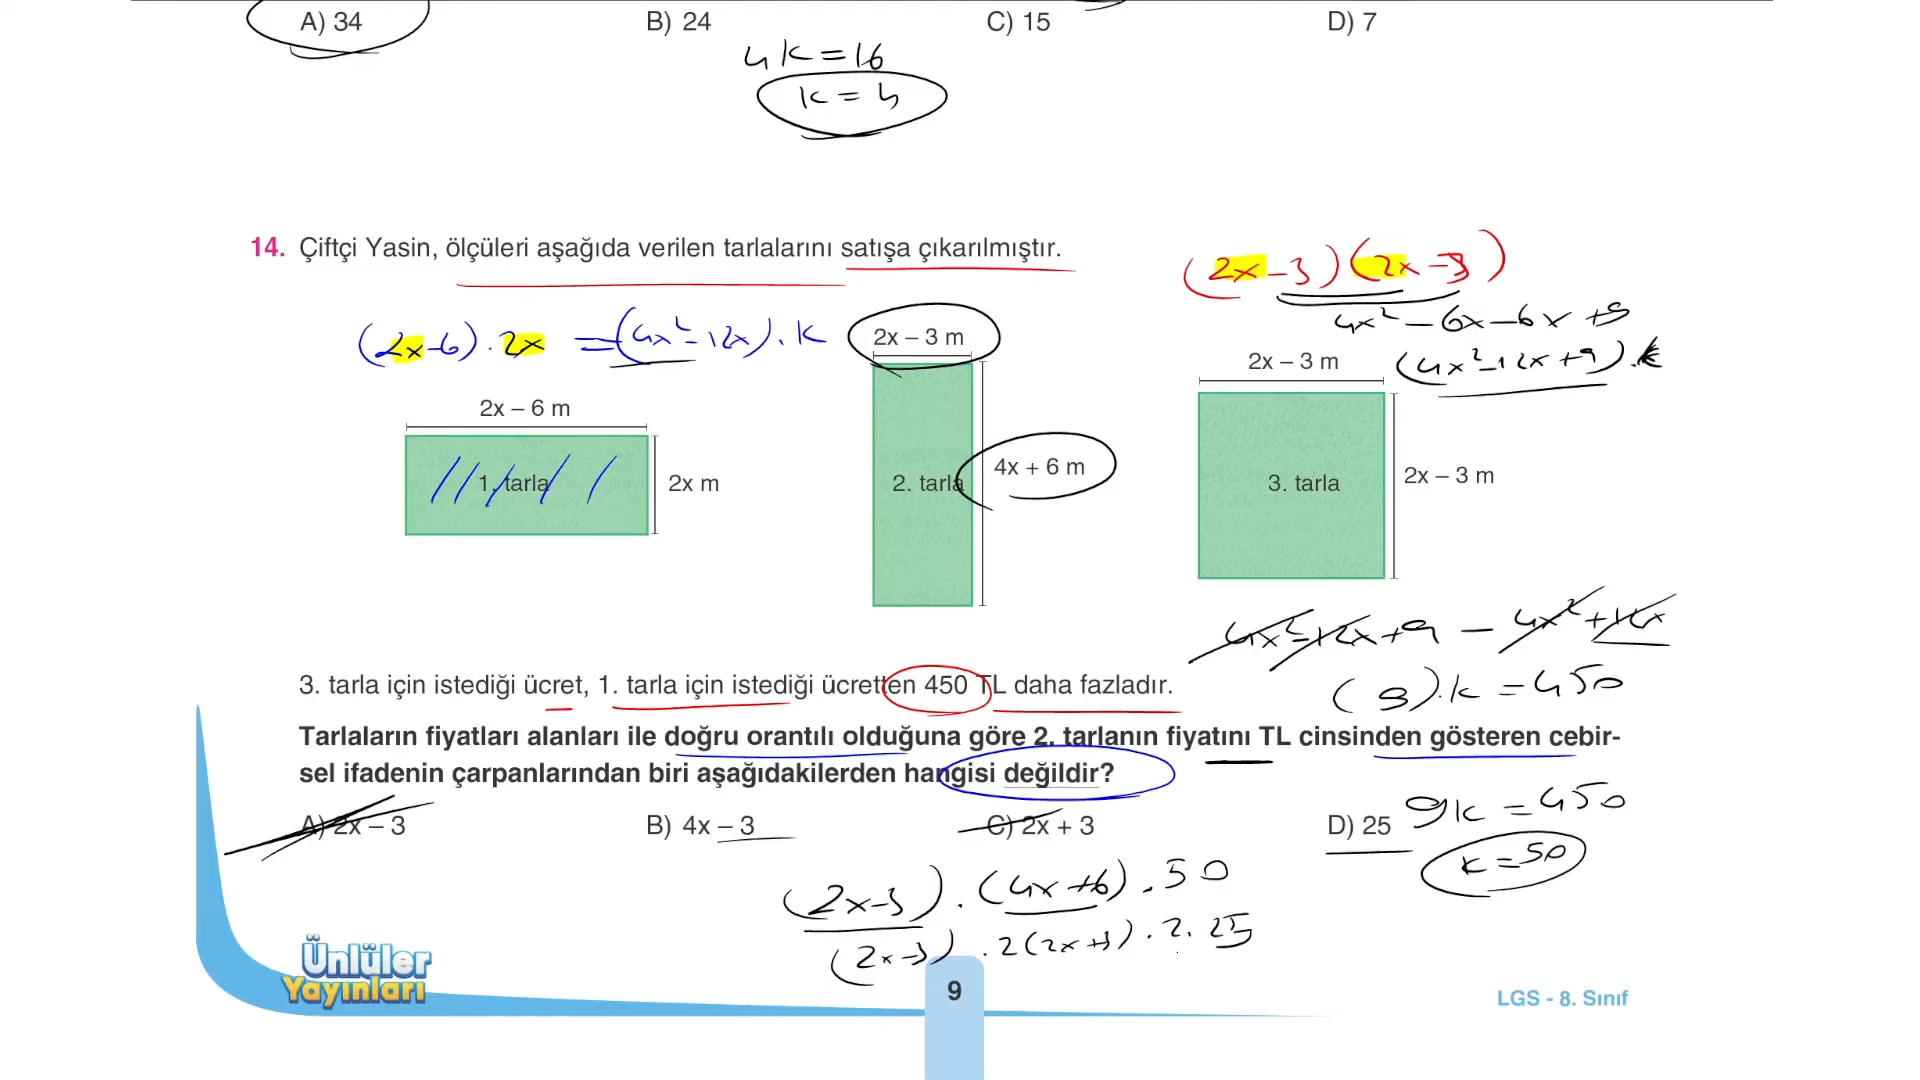 A) 34 B) 24 C) 15 D) 7
4k=16
k=4
14. Çiftçi Yasin, ölçüleri aşağıda verilen tarlalarını satışa çıkarılmıştır.
(2x-3)(2x-3)
4x²-6x-6x+9
(4x²-12x+9).k
(2x-6).2x =(4x²-12x).k
2x – 6 m
1. tarla
2x m
2x – 3 m
2. tarla
4x + 6 m
2x – 3 m
3. tarla
2x – 3 m
4x²-12x+9-4x²+12x
(9).k=450
3. tarla için istediği ücret, 1. tarla için istediği ücretten 450 TL daha fazladır.
Tarlaların fiyatları alanları ile doğru orantılı olduğuna göre 2. tarlanın fiyatını TL cinsinden gösteren cebir-
sel ifadenin çarpanlarından biri aşağıdakilerden hangisi değildir?
A) 2x – 3 B) 4x – 3 C) 2x + 3 D) 25
9k=450
k=50
(2x-3).(4x+6).50
(2x-3).2(2x+3).2.25
Ünlüler
Yayınları
9
LGS - 8. Sınıf